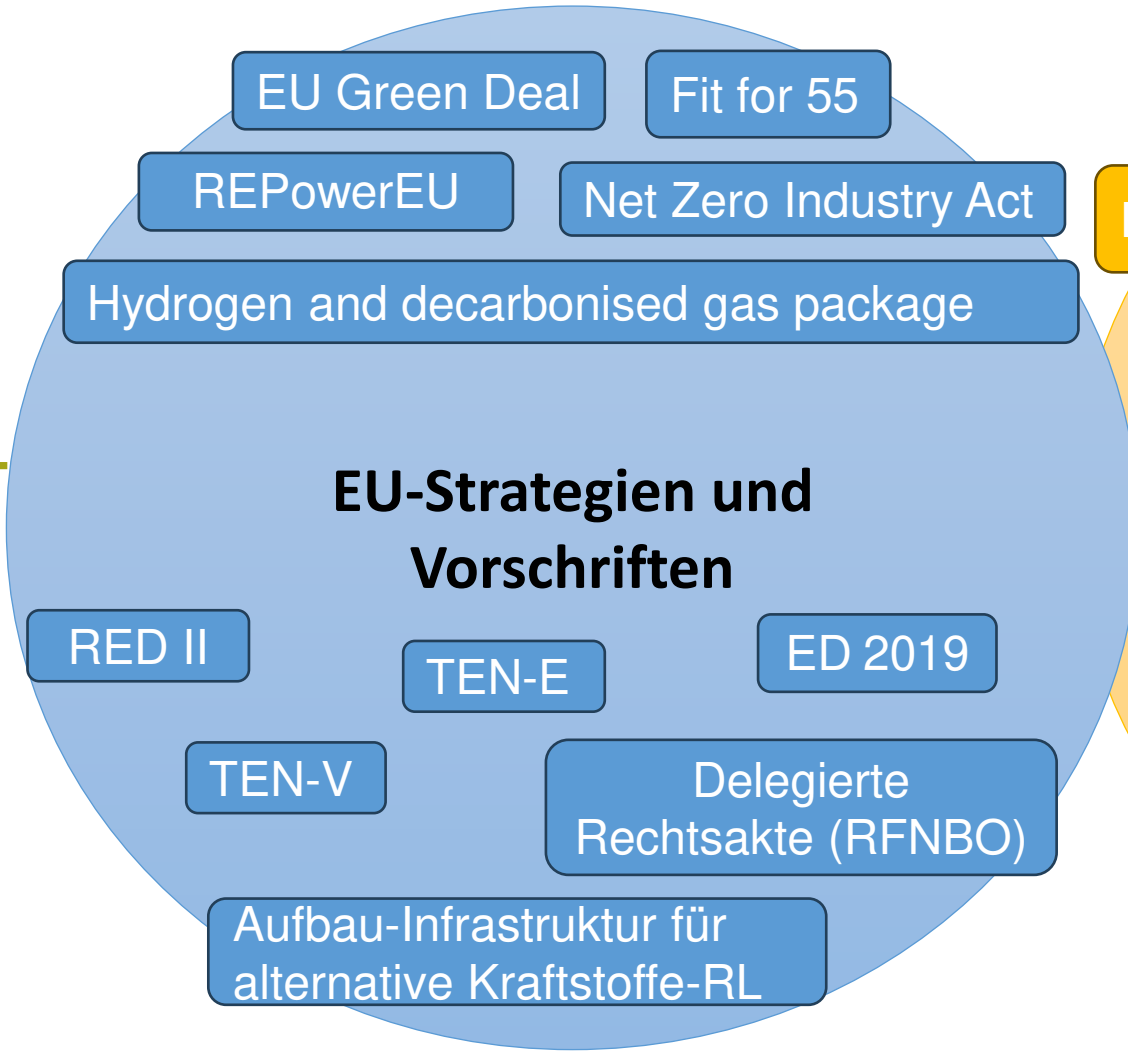 EU Green Deal
Fit for 55
REPowerEU
Net Zero Industry Act
Hydrogen and decarbonised gas package
EU-Strategien und
Vorschriften
RED II
TEN-E
ED 2019
TEN-V
Delegierte
Rechtsakte (RFNBO)
Aufbau-Infrastruktur für
alternative Kraftstoffe-RL